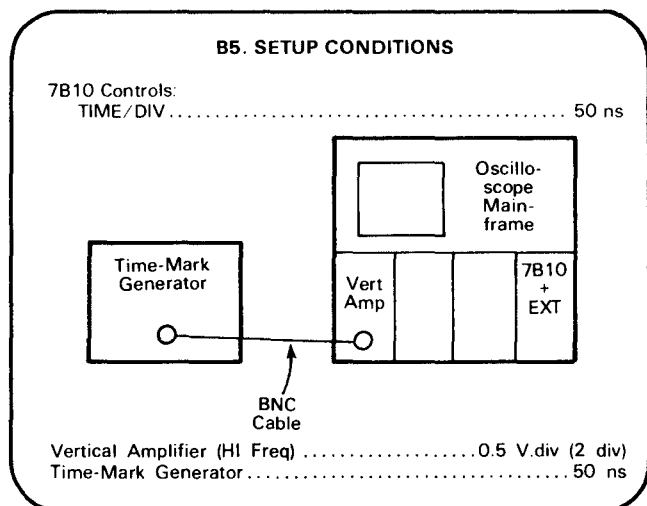 B5. SETUP CONDITIONS
7B10 Controls:
TIME/DIV........................................................50 ns
Oscillo-
scope
Main-
frame
Time-Mark
Generator
Vert
Amp
7B10
+
EXT
BNC
Cable
Vertical Amplifier (HI Freq) ......................0.5 V.div (2 div)
Time-Mark Generator.......................................50 ns